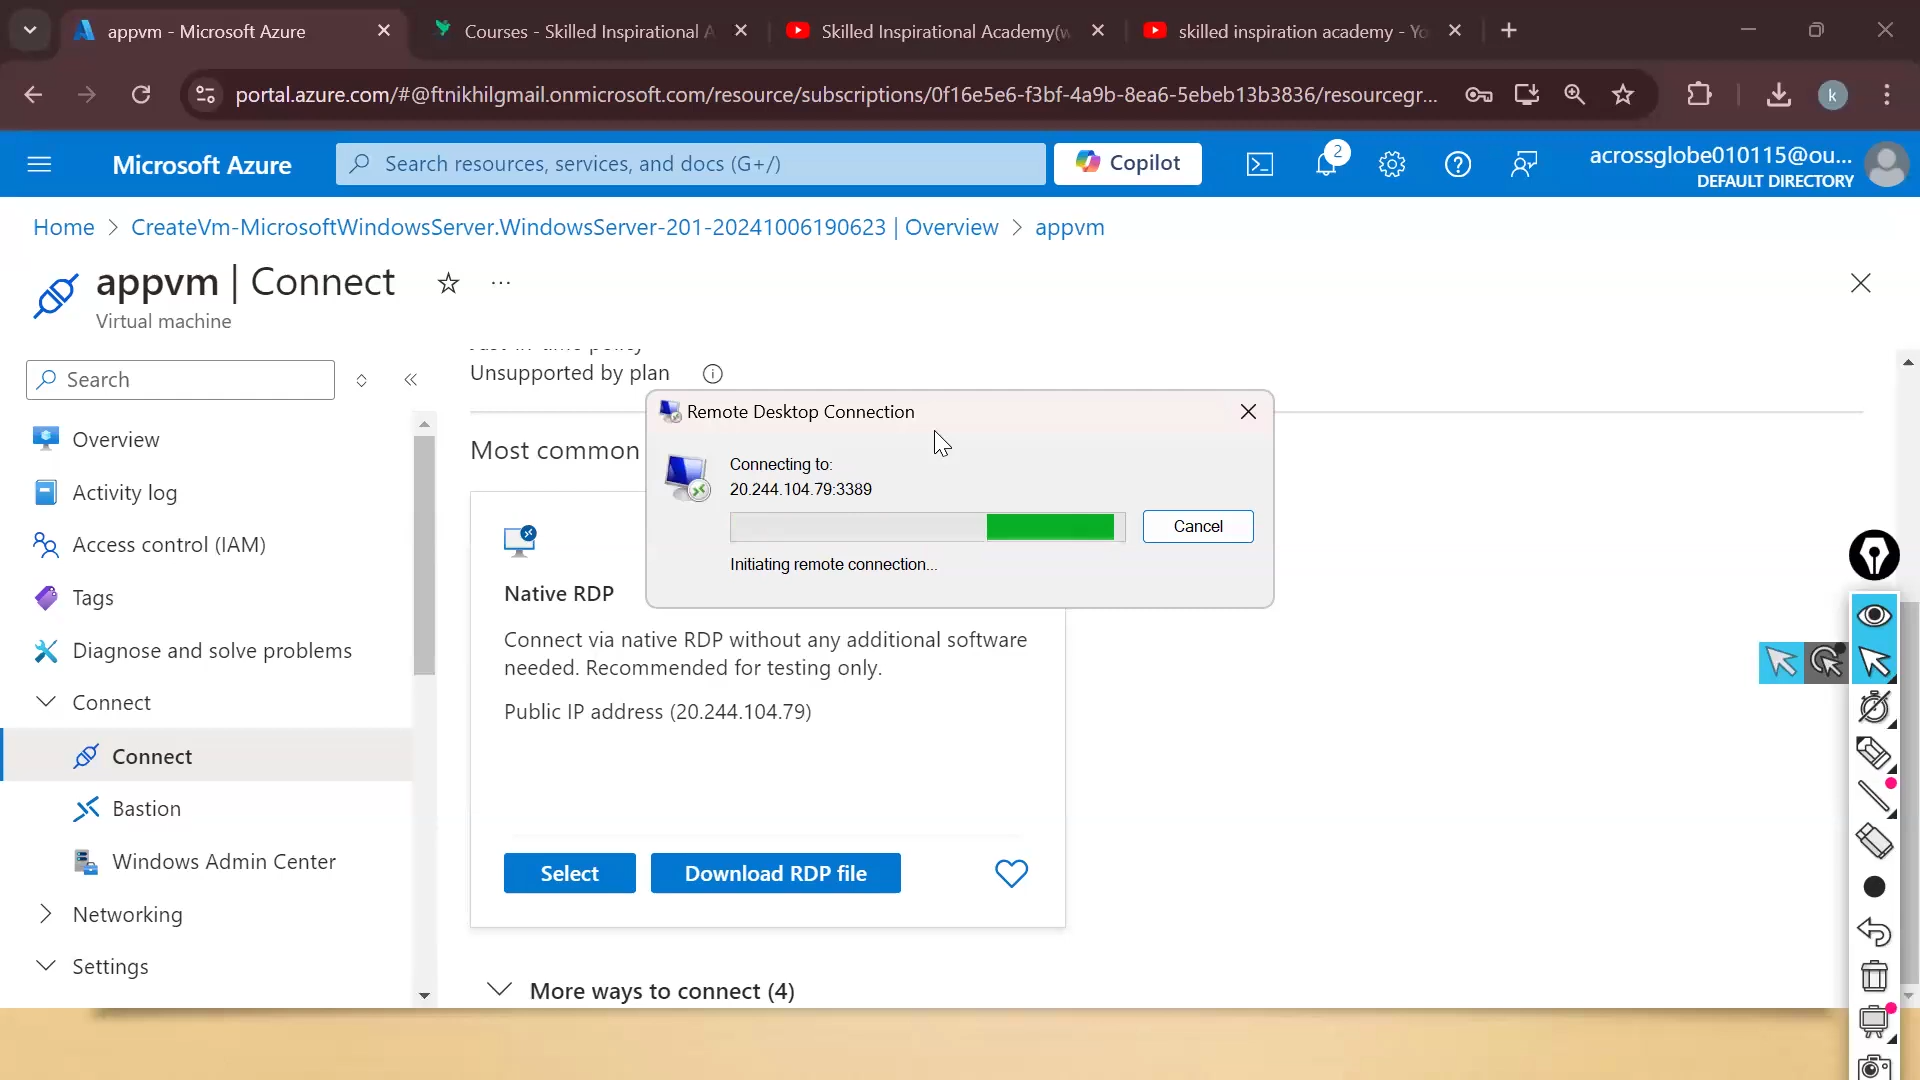 appvm - Microsoft Azure
Courses - Skilled Inspirational A
Skilled Inspirational Academy(w
skilled inspiration academy - Yo
portal.azure.com/#@ftnikhilgmail.onmicrosoft.com/resource/subscriptions/0f16e5e6-f3bf-4a9b-8ea6-5ebeb13b3836/resourcegr...
k
Microsoft Azure
Search resources, services, and docs (G+/)
Copilot
2
acrossglobe010115@ou...
DEFAULT DIRECTORY
Home > CreateVm-MicrosoftWindowsServer.WindowsServer-201-20241006190623 | Overview > appvm
appvm | Connect
...
Virtual machine
Search
Just-in-time policy
Unsupported by plan
Overview
Activity log
Access control (IAM)
Tags
Diagnose and solve problems
Connect
Connect
Bastion
Windows Admin Center
Networking
Settings
Most common
Remote Desktop Connection
Connecting to:
20.244.104.79:3389
Cancel
Initiating remote connection...
Native RDP
Connect via native RDP without any additional software
needed. Recommended for testing only.
Public IP address (20.244.104.79)
Select
Download RDP file
More ways to connect (4)